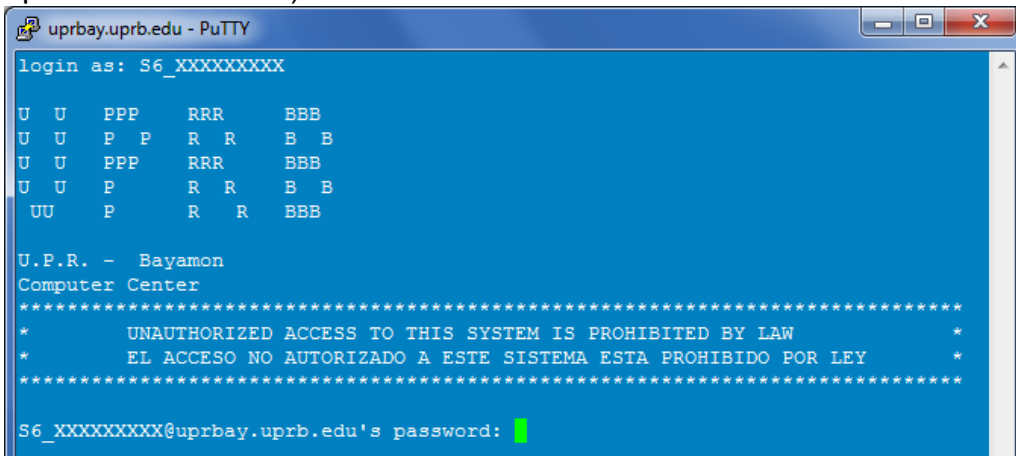 uprbay.uprb.edu - PuTTY
login as: S6_XXXXXXXXX
U  U   PPP    RRR     BBB
U  U   P  P   R  R    B  B
U  U   PPP    RRR     BBB
U  U   P      R  R    B  B
 UU    P      R   R   BBB
U.P.R. -  Bayamon
Computer Center
******************************************************************************
*        UNAUTHORIZED ACCESS TO THIS SYSTEM IS PROHIBITED BY LAW             *
*        EL ACCESO NO AUTORIZADO A ESTE SISTEMA ESTA PROHIBIDO POR LEY       *
******************************************************************************
S6_XXXXXXXXX@uprbay.uprb.edu's password: